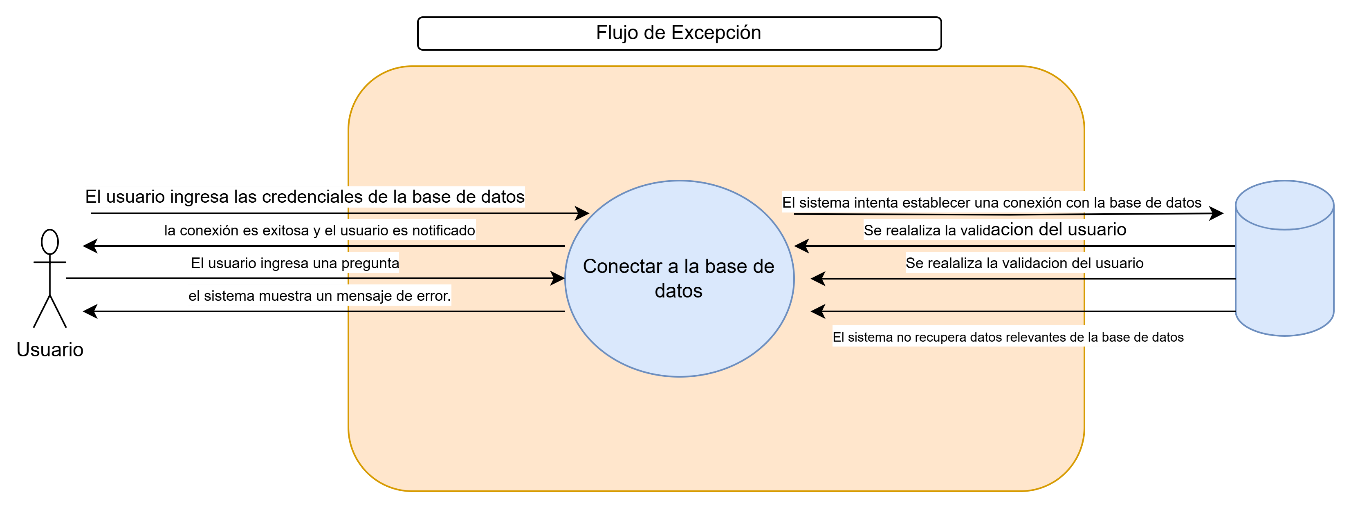 Flujo de Excepción
El usuario ingresa las credenciales de la base de datos
la conexión es exitosa y el usuario es notificado
El usuario ingresa una pregunta
el sistema muestra un mensaje de error.
Usuario
Conectar a la base de
datos
El sistema intenta establecer una conexión con la base de datos
Se realaliza la validacion del usuario
Se realaliza la validacion del usuario
El sistema no recupera datos relevantes de la base de datos